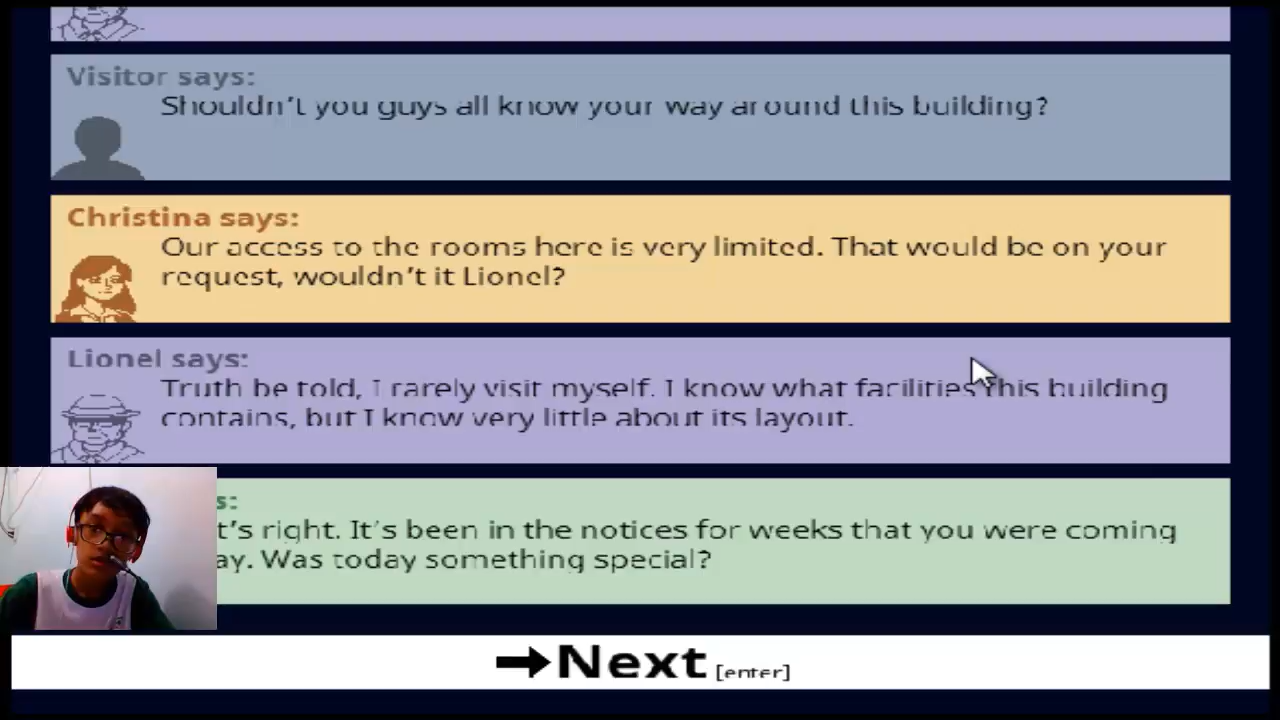 Visitor says:
Shouldn't you guys all know your way around this building?
Christina says:
Our access to the rooms here is very limited. That would be on your
request, wouldn't it Lionel?
Lionel says:
Truth be told, I rarely visit myself. I know what facilities this building
contains, but I know very little about its layout.
right. It's been in the notices for weeks that you were coming
Was today something special?
Next [enter]